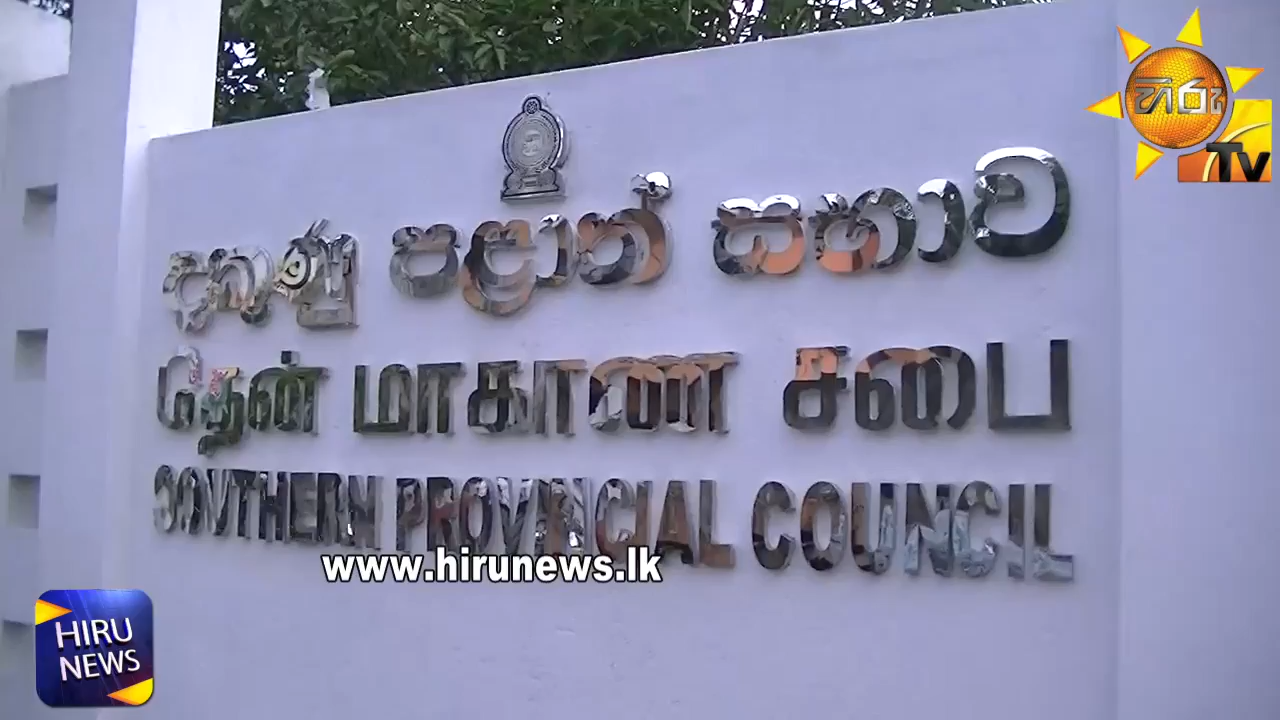 හිරු
TV
දකුණු පළාත් සභාව
தென் மாகாண சபை
SOUTHERN PROVINCIAL COUNCIL
www.hirunews.lk
HIRU
NEWS